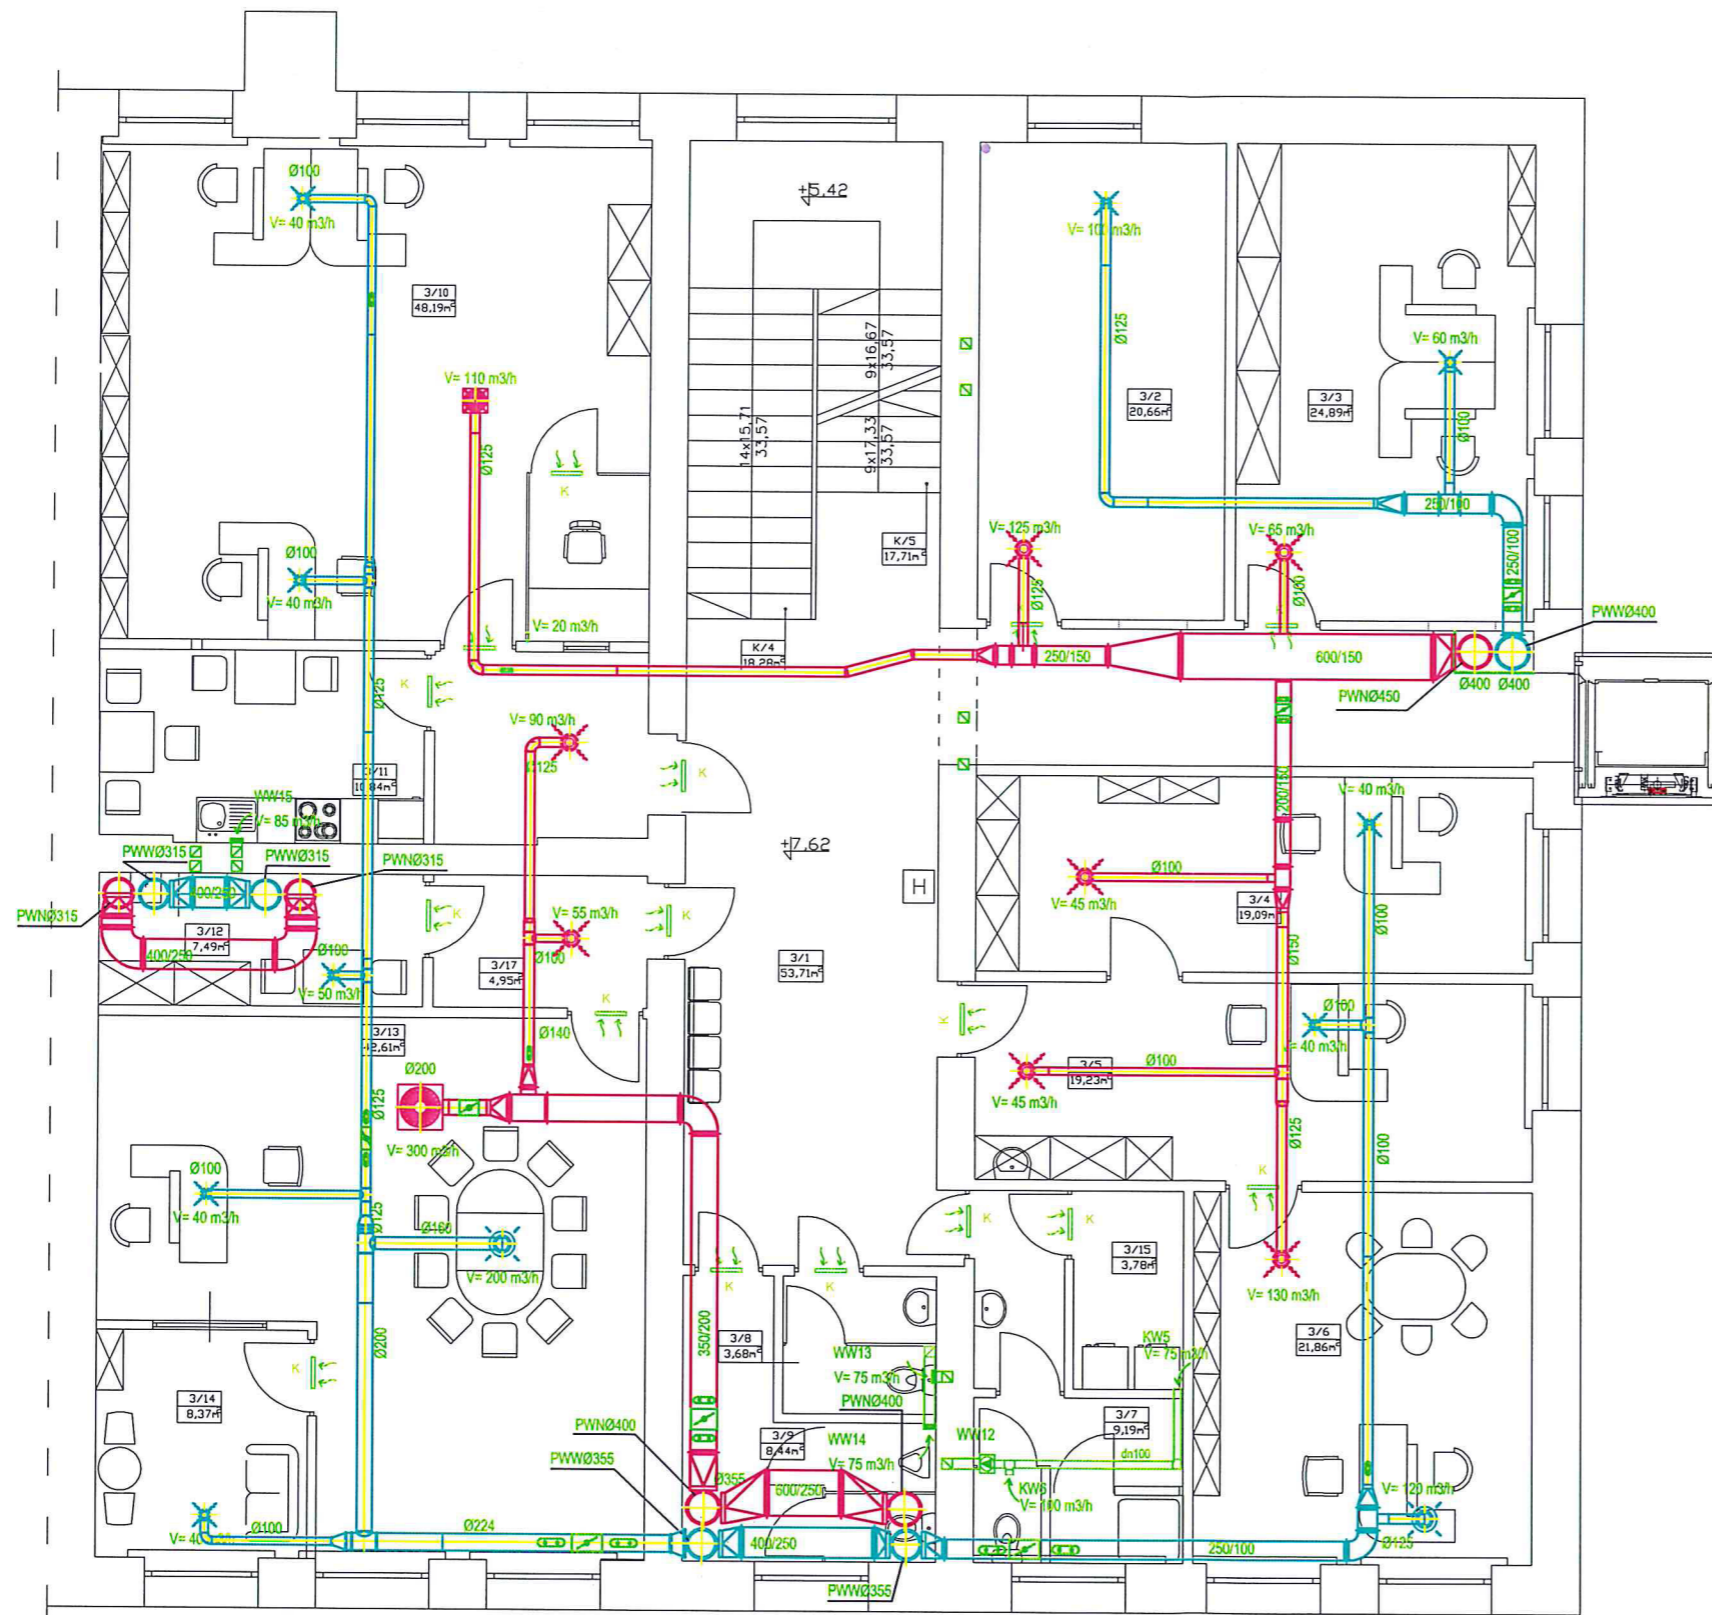 Ø100
V= 40 m3/h
+5,42
V= 100 m3/h
3/10
48,19m²
Ø125
9x16,67
33,57
V= 60 m3/h
V= 110 m3/h
3/2
20,66m²
3/3
24,89m²
Ø125
14x15,71
33,57
9x17,33
33,57
Ø100
K
250/100
K/5
17,71m²
V= 125 m3/h
V= 65 m3/h
250/100
Ø100
V= 40 m3/h
Ø125
Ø100
PWWØ400
V= 20 m3/h
K/4
18,28m²
250/150
600/150
Ø400
Ø400
PWNØ450
K
Ø125
V= 90 m3/h
Ø125
K
3/11
10,84m²
WW15
V= 85 m3/h
200/150
V= 40 m3/h
+7,62
PWWØ315
PWWØ315
PWNØ315
Ø100
H
V= 45 m3/h
3/4
19,09m²
Ø100
PWNØ315
K
V= 55 m3/h
K
3/12
7,49m²
400/250
Ø100
V= 50 m3/h
Ø100
3/17
4,95m²
3/1
53,71m²
Ø150
K
K
Ø100
V= 40 m3/h
3/13
Ø140
Ø100
3/5
19,23m²
Ø200
V= 45 m3/h
Ø125
V= 300 m3/h
Ø125
Ø100
Ø100
V= 40 m3/h
K
Ø125
Ø160
K
K
V= 200 m3/h
K
K
3/15
3,78m²
V= 130 m3/h
Ø200
350/200
3/8
3,68m²
WW13
V= 75 m3/h
KW5
V= 75 m3/h
3/6
21,86m²
K
3/14
8,37m²
PWNØ400
PWNØ400
3/9
8,44m²
WW14
V= 75 m3/h
WW12
3/7
9,19m²
dn100
PWWØ355
Ø355
600/250
KW6
V= 100 m3/h
V= 120 m3/h
Ø100
Ø224
400/250
250/100
Ø125
PWWØ355